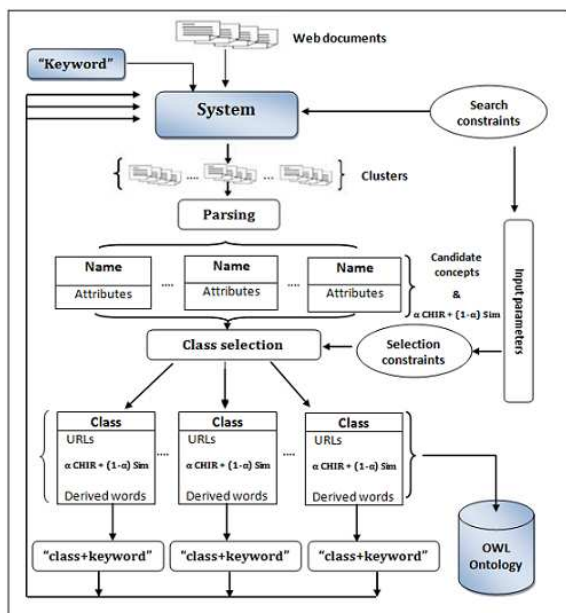 Web documents
“Keyword”
System
Search
constraints
{ .... ... }
Clusters
Parsing
Name
Attributes
....
Name
Attributes
....
Name
Attributes
Candidate
concepts
&
α CHIR + (1-α) Sim
Input parameters
Class selection
Selection
constraints
Class
URLs
α CHIR + (1-α) Sim
Derived words
....
Class
URLs
α CHIR + (1-α) Sim
Derived words
....
Class
URLs
α CHIR + (1-α) Sim
Derived words
“class+keyword”
“class+keyword”
“class+keyword”
OWL
Ontology